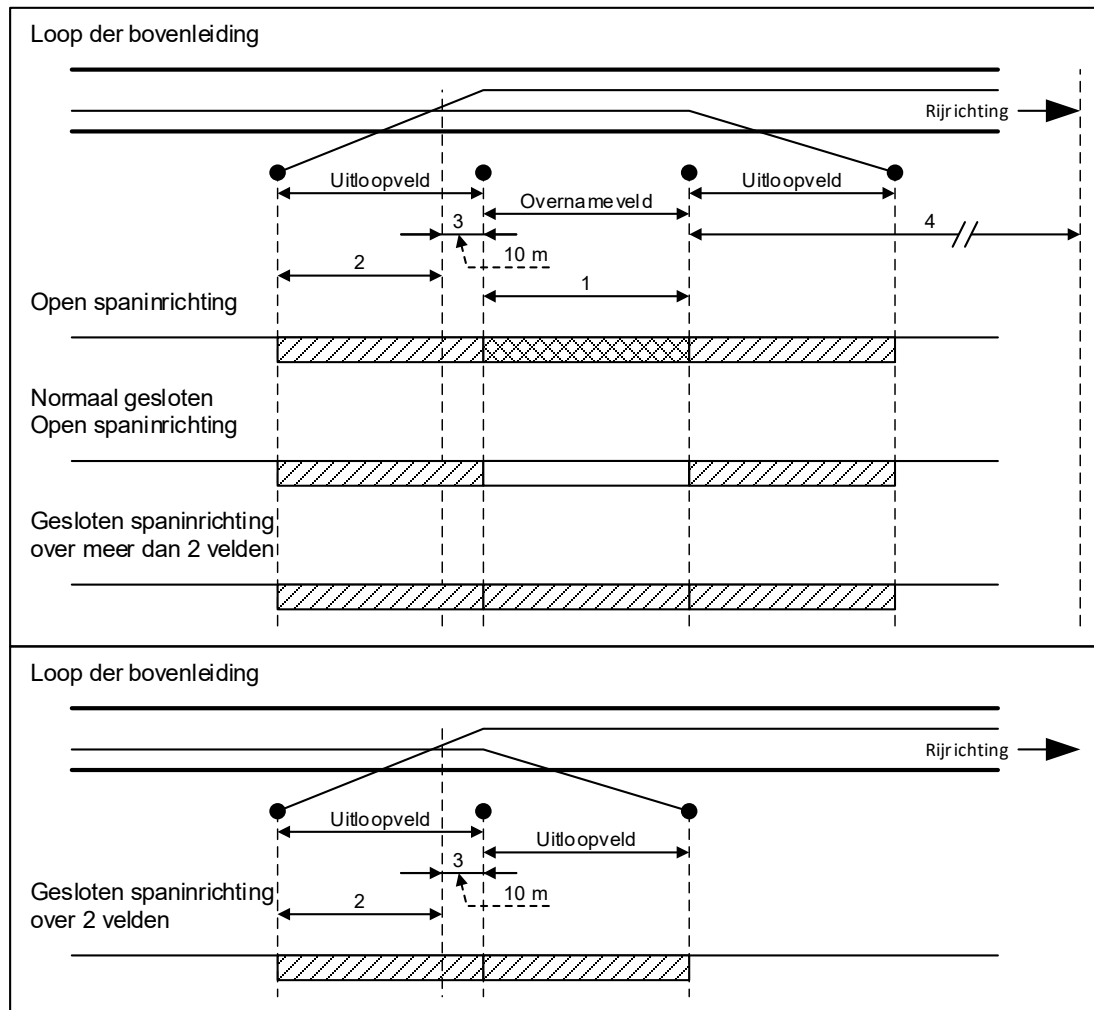 Loop der bovenleiding
Rijrichting
Uitloopveld
Uitloopveld
Overnameveld
3
4
10 m
2
1
Open spaninrichting
Normaal gesloten
Open spaninrichting
Gesloten spaninrichting
over meer dan 2 velden
Loop der bovenleiding
Rijrichting
Uitloopveld
Uitloopveld
3
10 m
Gesloten spaninrichting
over 2 velden
2